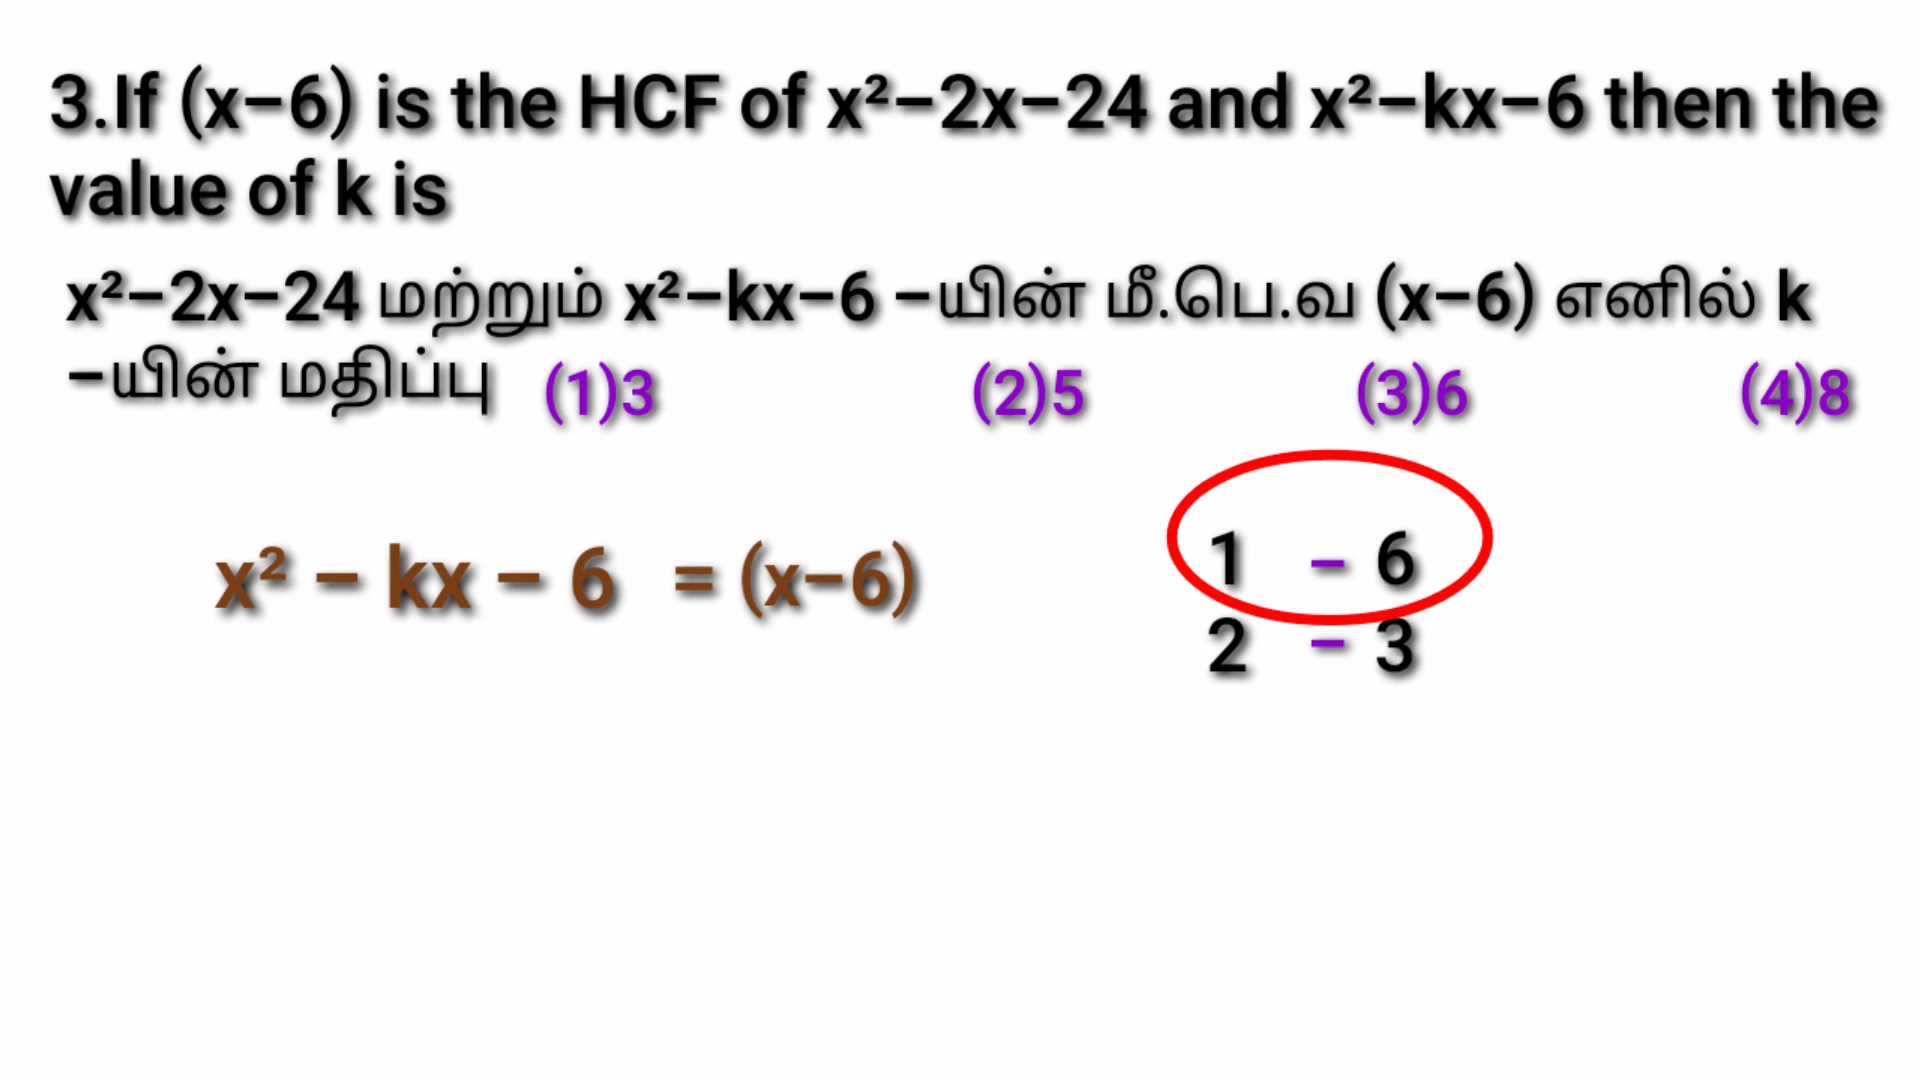 3.If (x−6) is the HCF of x²−2x−24 and x²−kx−6 then the
value of k is
x²−2x−24 மற்றும் x²−kx−6 −யின் மீ.பெ.வ (x−6) எனில் k
−யின் மதிப்பு (1)3 (2)5 (3)6 (4)8
x² − kx − 6 = (x−6) 1 − 6
2 − 3